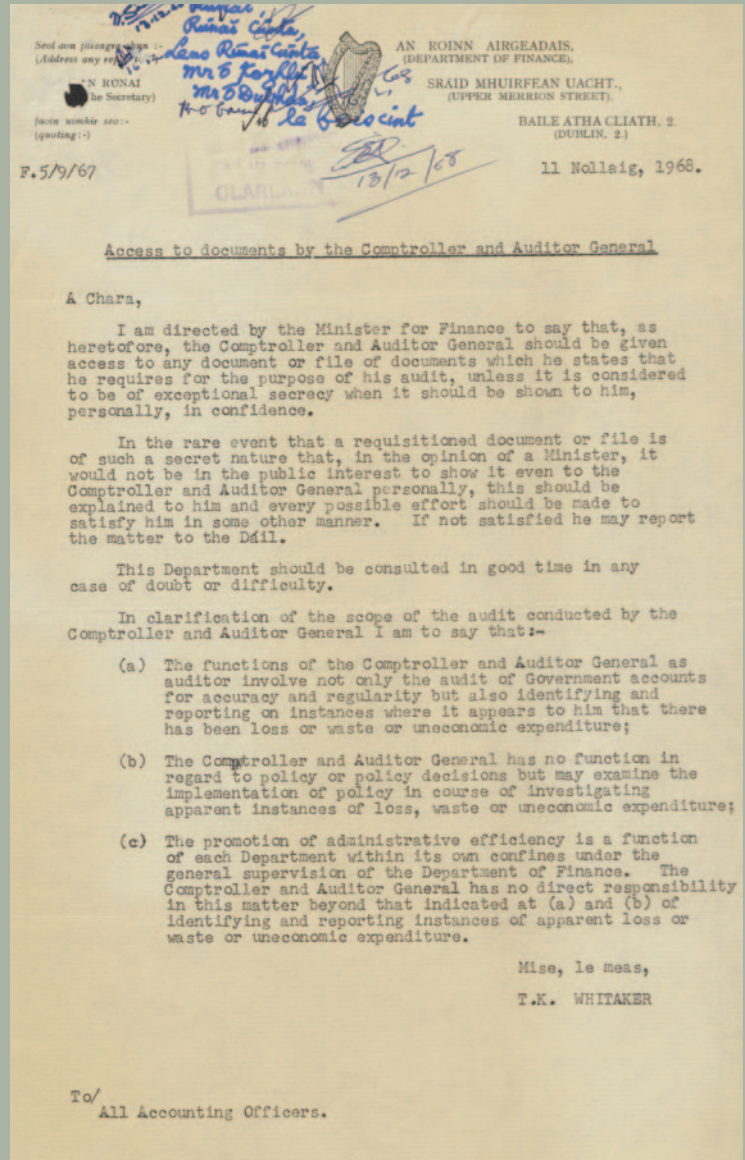 Rúnaí Cúnta,
Leas Rúnaí Cúnta
Seol aon fhreagra chun :-
(Address any
AN RÚNAÍ
(The Secretary)
faoin uimhir seo:-
(quoting:-)
F.5/9/67
AN ROINN AIRGEADAIS,
(DEPARTMENT OF FINANCE),
SRAID MHUIRFEAN UACHT.,
(UPPER MERRION STREET).
BAILE ATHA CLIATH, 2.
(DUBLIN, 2.)
13/12/68
11 Nollaig, 1968.
Access to documents by the Comptroller and Auditor General
A Chara,
I am directed by the Minister for Finance to say that, as
heretofore, the Comptroller and Auditor General should be given
access to any document or file of documents which he states that
he requires for the purpose of his audit, unless it is considered
to be of exceptional secrecy when it should be shown to him,
personally, in confidence.
In the rare event that a requisitioned document or file is
of such a secret nature that, in the opinion of a Minister, it
would not be in the public interest to show it even to the
Comptroller and Auditor General personally, this should be
explained to him and every possible effort should be made to
satisfy him in some other manner. If not satisfied he may report
the matter to the Dáil.
This Department should be consulted in good time in any
case of doubt or difficulty.
In clarification of the scope of the audit conducted by the
Comptroller and Auditor General I am to say that:-
(a) The functions of the Comptroller and Auditor General as
auditor involve not only the audit of Government accounts
for accuracy and regularity but also identifying and
reporting on instances where it appears to him that there
has been loss or waste or uneconomic expenditure;
(b) The Comptroller and Auditor General has no function in
regard to policy or policy decisions but may examine the
implementation of policy in course of investigating
apparent instances of loss, waste or uneconomic expenditure;
(c) The promotion of administrative efficiency is a function
of each Department within its own confines under the
general supervision of the Department of Finance. The
Comptroller and Auditor General has no direct responsibility
in this matter beyond that indicated at (a) and (b) of
identifying and reporting instances of apparent loss or
waste or uneconomic expenditure.
Mise, le meas,
T.K. WHITAKER
To/
All Accounting Officers.